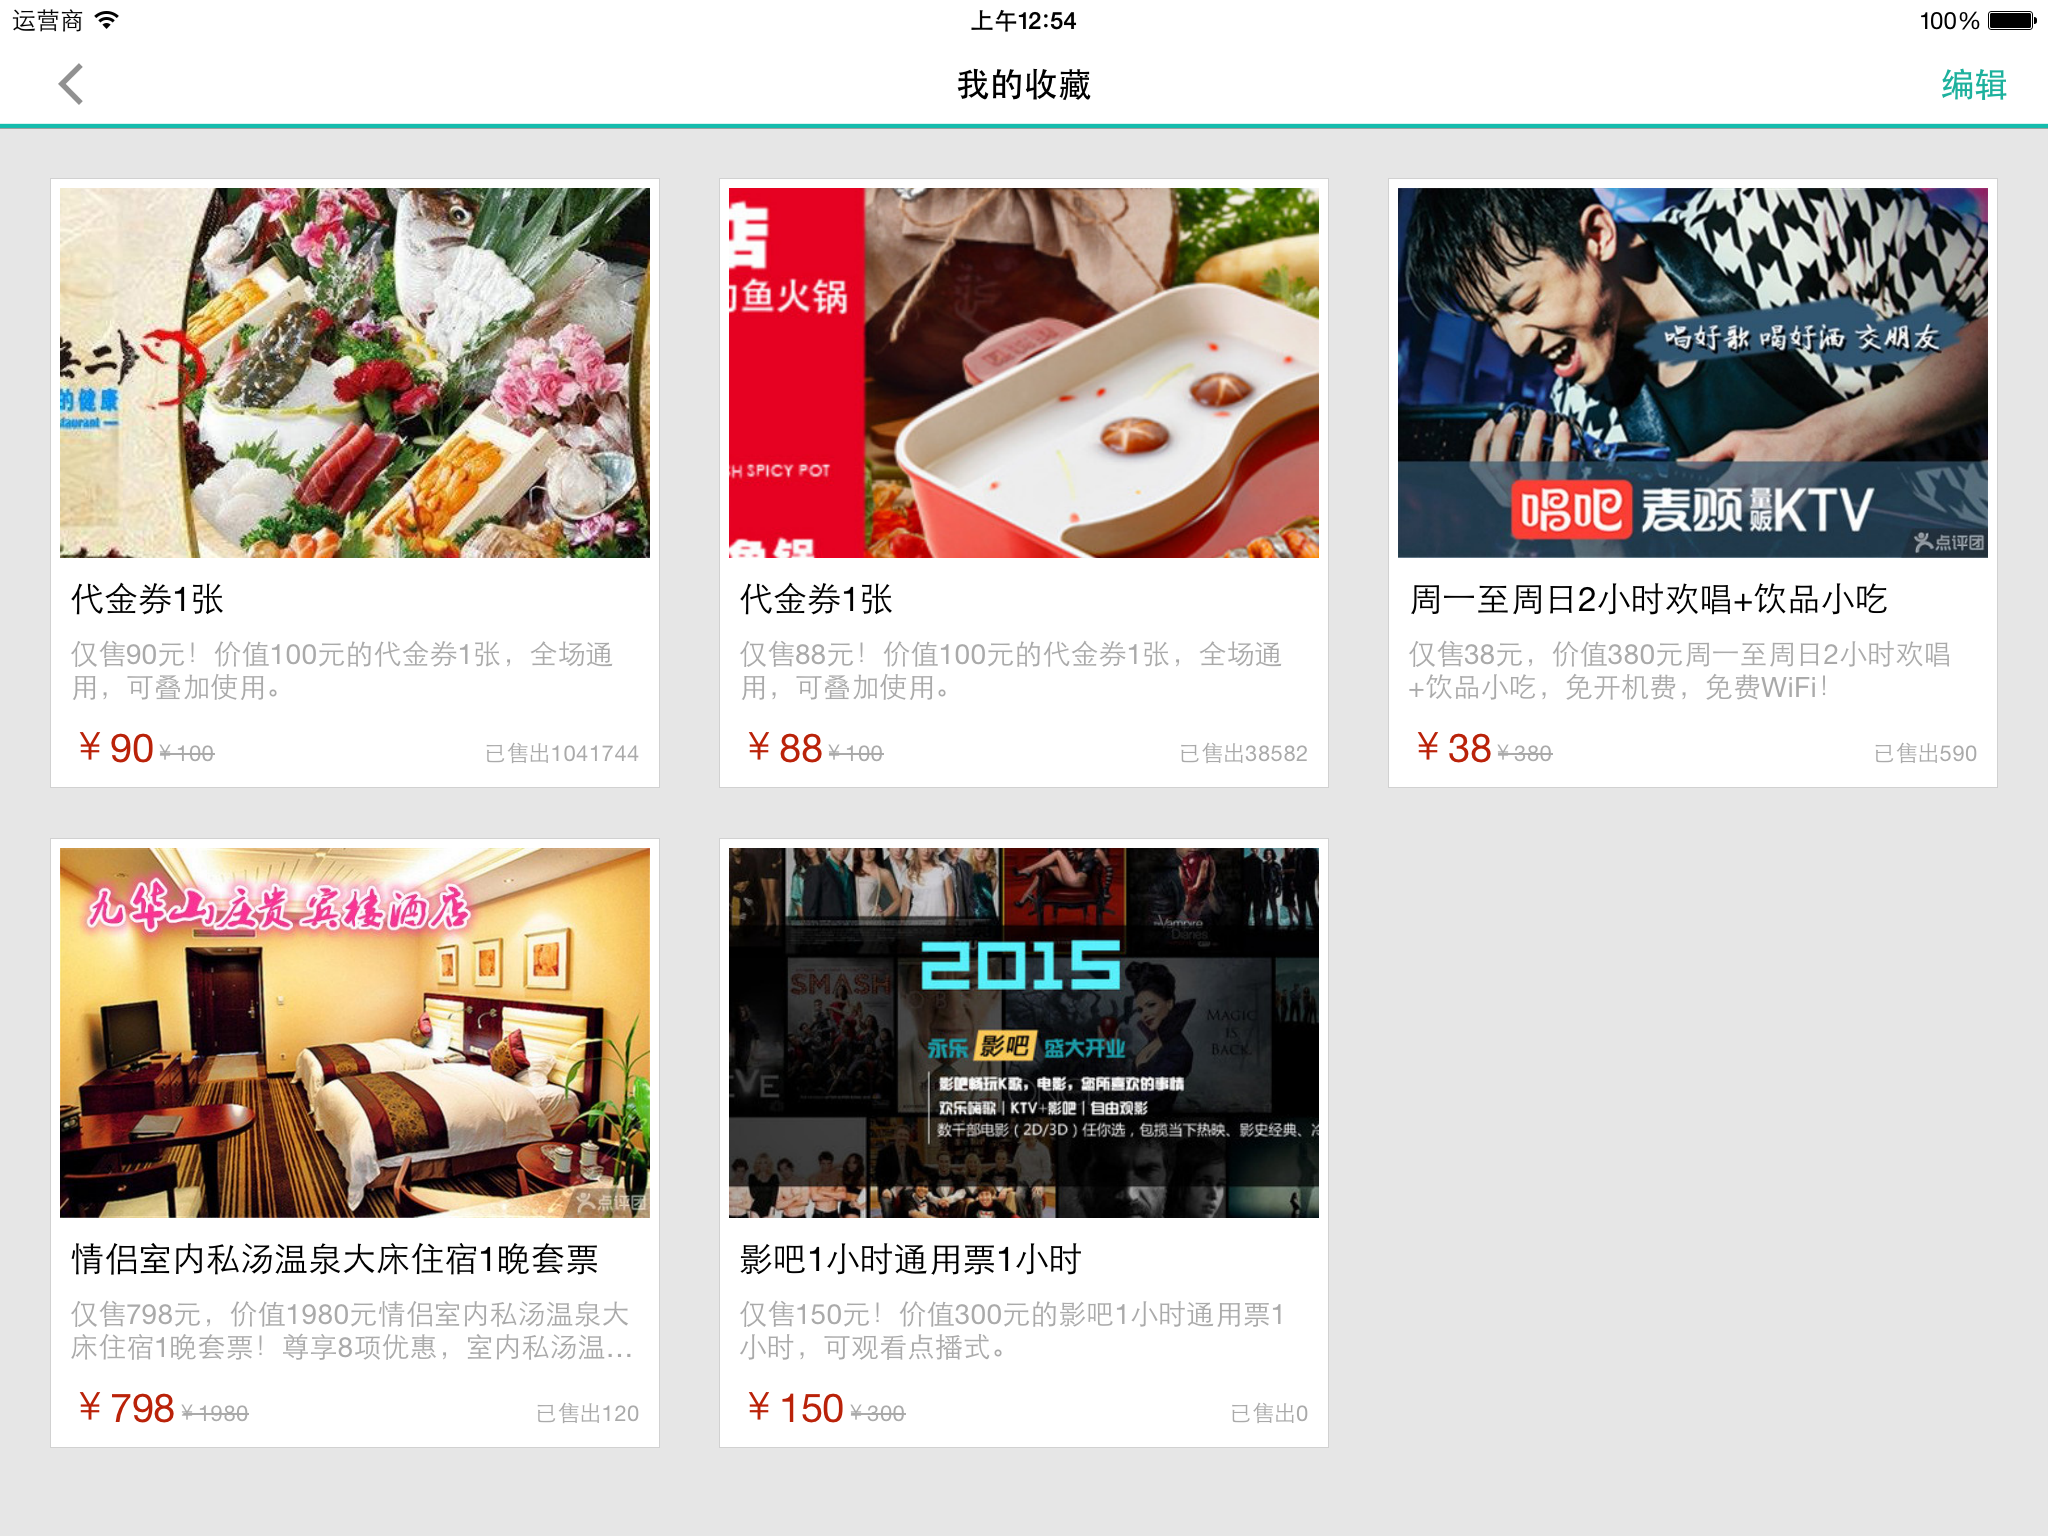 运营商
上午12:54
100%
我的收藏
编辑
店
鱼火锅
SPICY POT
二
的健康
唱好歌 喝好酒 交朋友
唱吧 麦颂 量贩 KTV
点评团
代金券1张
仅售90元！价值100元的代金券1张，全场通
用，可叠加使用。
￥90 ￥100
已售出1041744
代金券1张
仅售88元！价值100元的代金券1张，全场通
用，可叠加使用。
￥88 ￥100
已售出38582
周一至周日2小时欢唱+饮品小吃
仅售38元，价值380元周一至周日2小时欢唱
+饮品小吃，免开机费，免费WiFi！
￥38 ￥380
已售出590
九华山庄贵宾楼酒店
点评团
Vampire
Diaries
2015
SMASH
MAGIC
IS
BACK
永乐 影吧 盛大开业
影吧畅玩K歌，电影，您所喜欢的事情
欢乐嗨歌 | KTV+影吧 | 自由观影
数千部电影（2D/3D）任你选，包揽当下热映、影史经典、
情侣室内私汤温泉大床住宿1晚套票
仅售798元，价值1980元情侣室内私汤温泉大
床住宿1晚套票！尊享8项优惠，室内私汤温...
￥798 ￥1980
已售出120
影吧1小时通用票1小时
仅售150元！价值300元的影吧1小时通用票1
小时，可观看点播式。
￥150 ￥300
已售出0